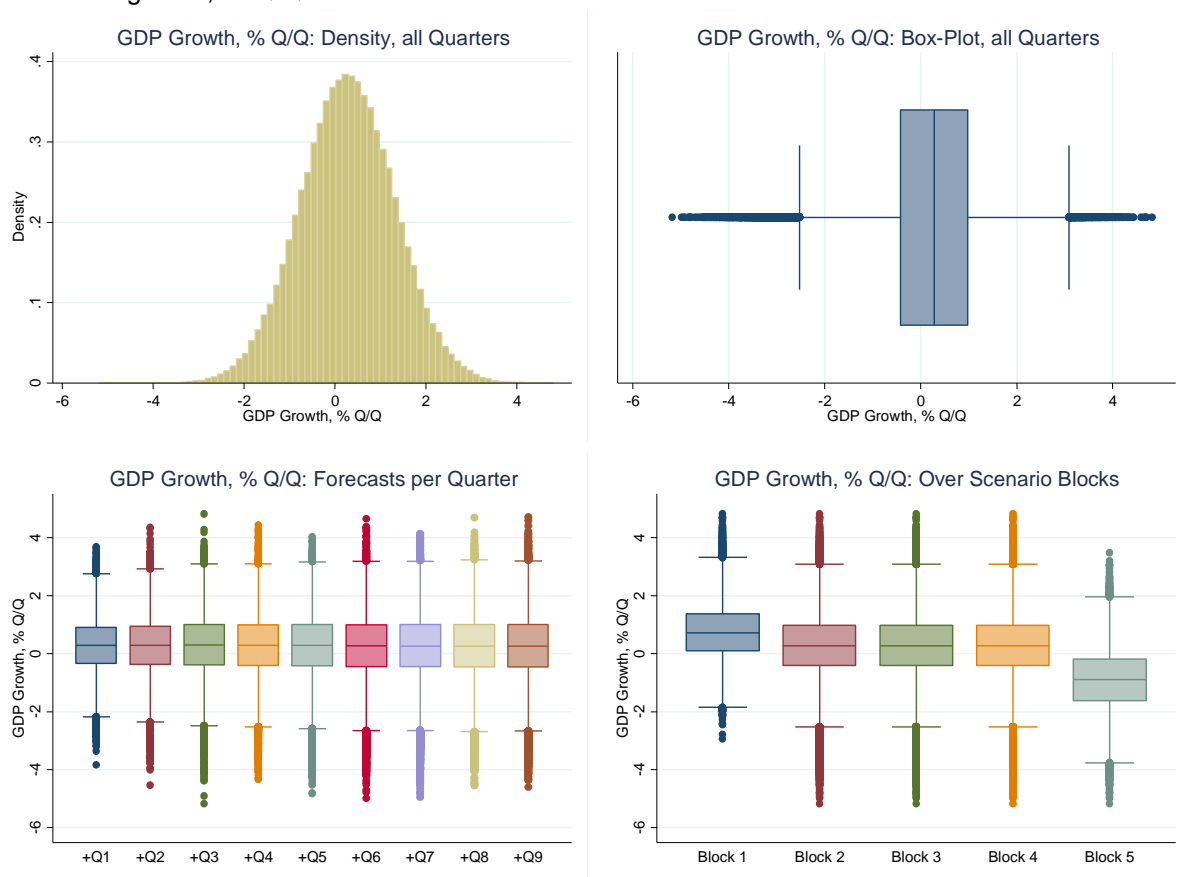 GDP Growth, % Q/Q: Density, all Quarters
.4
.3
.2
.1
0
Density
-6 -4 -2 0 2 4
GDP Growth, % Q/Q
GDP Growth, % Q/Q: Box-Plot, all Quarters
-6 -4 -2 0 2 4
GDP Growth, % Q/Q
GDP Growth, % Q/Q: Forecasts per Quarter
4
2
0
-2
-4
-6
GDP Growth, % Q/Q
+Q1 +Q2 +Q3 +Q4 +Q5 +Q6 +Q7 +Q8 +Q9
GDP Growth, % Q/Q: Over Scenario Blocks
4
2
0
-2
-4
-6
GDP Growth, % Q/Q
Block 1 Block 2 Block 3 Block 4 Block 5